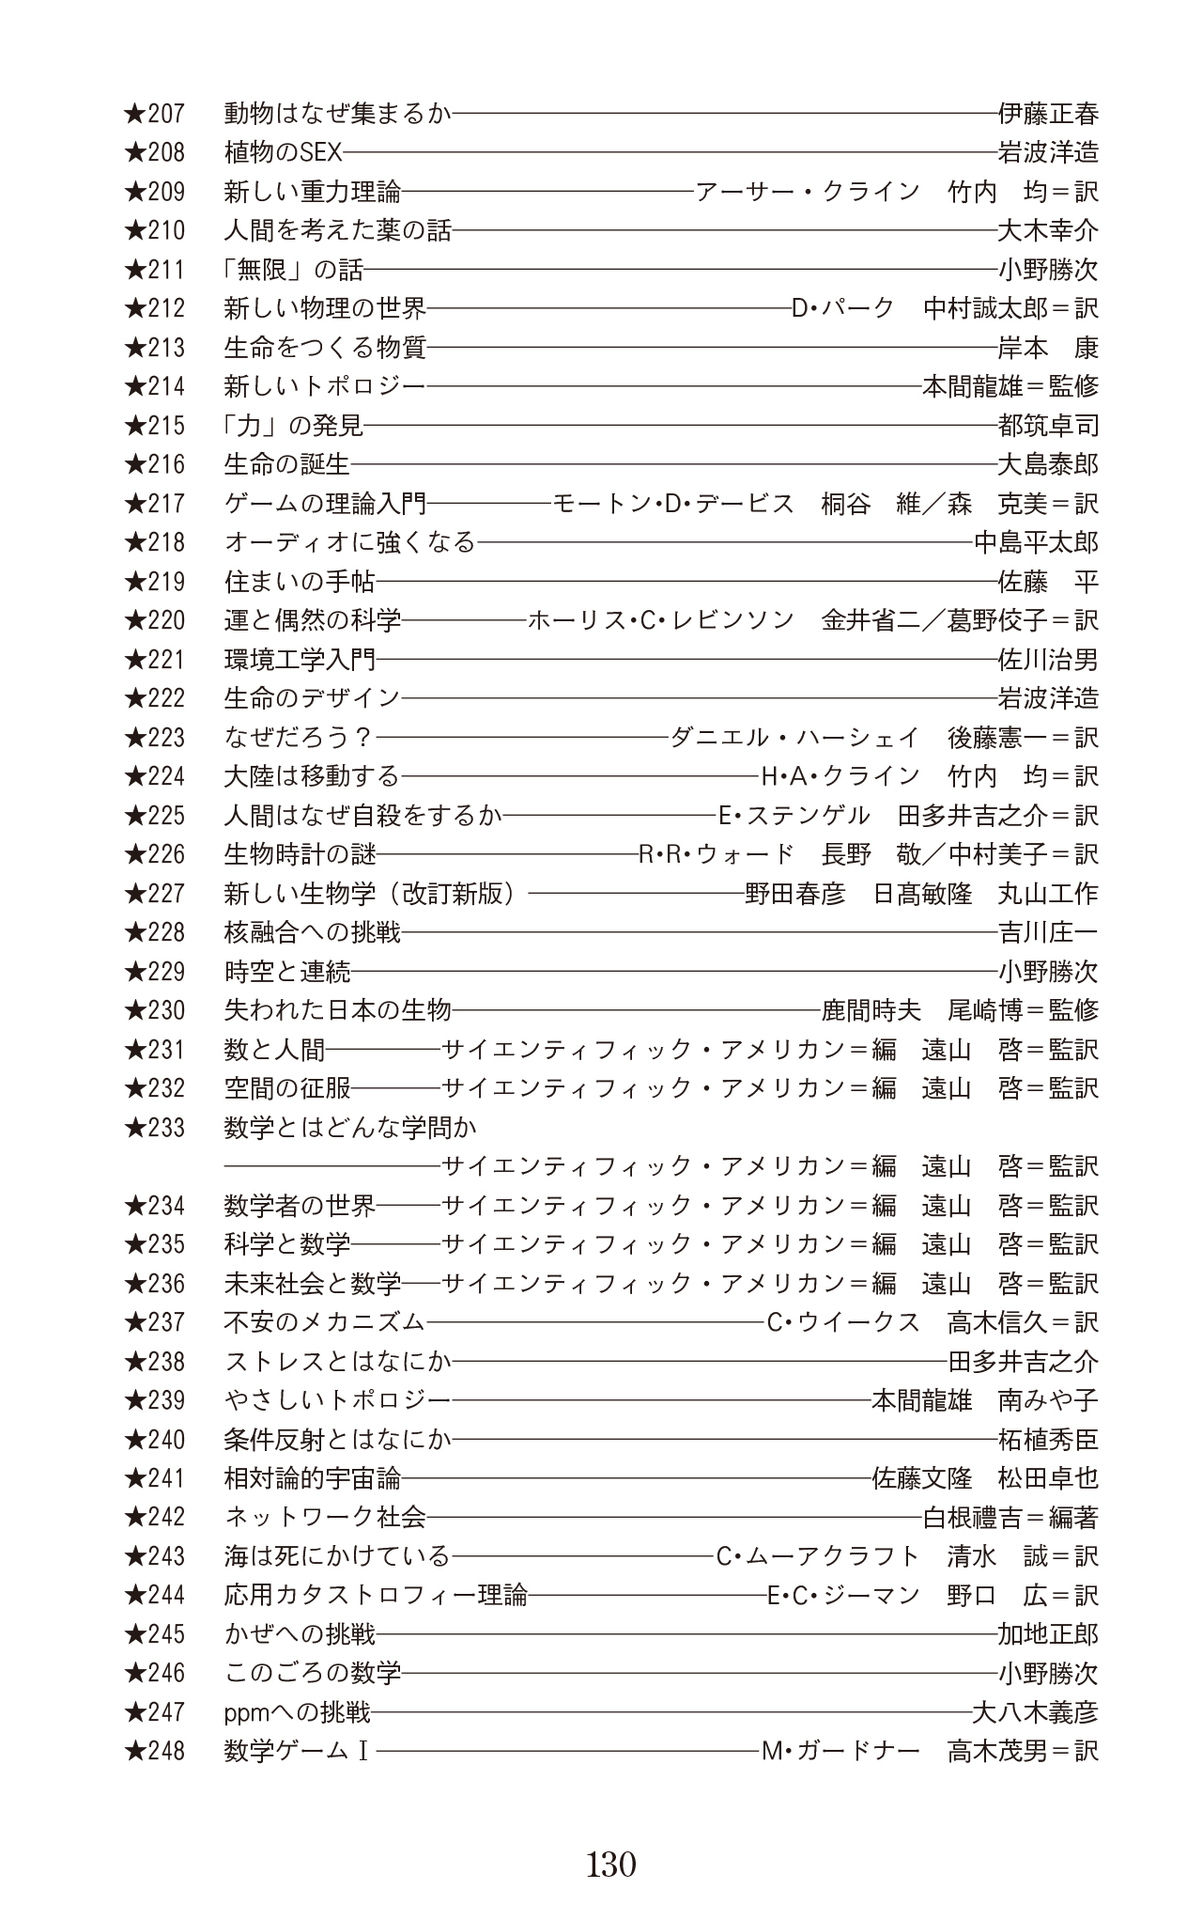 ★207 動物はなぜ集まるか――伊藤正春
★208 植物のSEX――岩波洋造
★209 新しい重力理論――アーサー・クライン 竹内 均＝訳
★210 人間を考えた薬の話――大木幸介
★211 「無限」の話――小野勝次
★212 新しい物理の世界――D・パーク 中村誠太郎＝訳
★213 生命をつくる物質――岸本 康
★214 新しいトポロジー――本間龍雄＝監修
★215 「力」の発見――都筑卓司
★216 生命の誕生――大島泰郎
★217 ゲームの理論入門――モートン・D・デービス 桐谷 維／森 克美＝訳
★218 オーディオに強くなる――中島平太郎
★219 住まいの手帖――佐藤 平
★220 運と偶然の科学――ホーリス・C・レビンソン 金井省二／葛野佼子＝訳
★221 環境工学入門――佐川治男
★222 生命のデザイン――岩波洋造
★223 なぜだろう？――ダニエル・ハーシェイ 後藤憲一＝訳
★224 大陸は移動する――H・A・クライン 竹内 均＝訳
★225 人間はなぜ自殺をするか――E・ステンゲル 田多井吉之介＝訳
★226 生物時計の謎――R・R・ウォード 長野 敬／中村美子＝訳
★227 新しい生物学（改訂新版）――野田春彦 日髙敏隆 丸山工作
★228 核融合への挑戦――吉川庄一
★229 時空と連続――小野勝次
★230 失われた日本の生物――鹿間時夫 尾崎博＝監修
★231 数と人間――サイエンティフィック・アメリカン＝編 遠山 啓＝監訳
★232 空間の征服――サイエンティフィック・アメリカン＝編 遠山 啓＝監訳
★233 数学とはどんな学問か
――サイエンティフィック・アメリカン＝編 遠山 啓＝監訳
★234 数学者の世界――サイエンティフィック・アメリカン＝編 遠山 啓＝監訳
★235 科学と数学――サイエンティフィック・アメリカン＝編 遠山 啓＝監訳
★236 未来社会と数学――サイエンティフィック・アメリカン＝編 遠山 啓＝監訳
★237 不安のメカニズム――C・ウイークス 高木信久＝訳
★238 ストレスとはなにか――田多井吉之介
★239 やさしいトポロジー――本間龍雄 南みや子
★240 条件反射とはなにか――柘植秀臣
★241 相対論的宇宙論――佐藤文隆 松田卓也
★242 ネットワーク社会――白根禮吉＝編著
★243 海は死にかけている――C・ムーアクラフト 清水 誠＝訳
★244 応用カタストロフィー理論――E・C・ジーマン 野口 広＝訳
★245 かぜへの挑戦――加地正郎
★246 このごろの数学――小野勝次
★247 ppmへの挑戦――大八木義彦
★248 数学ゲームⅠ――M・ガードナー 高木茂男＝訳
130